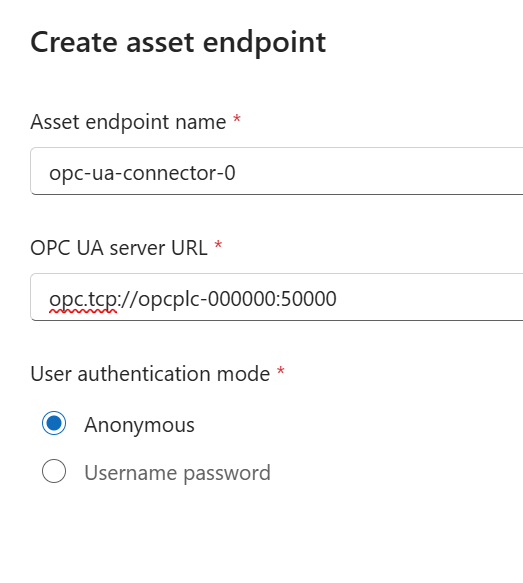 Create asset endpoint
Asset endpoint name *
opc-ua-connector-0
OPC UA server URL *
opc.tcp://opcplc-000000:50000
User authentication mode *
Anonymous
Username password